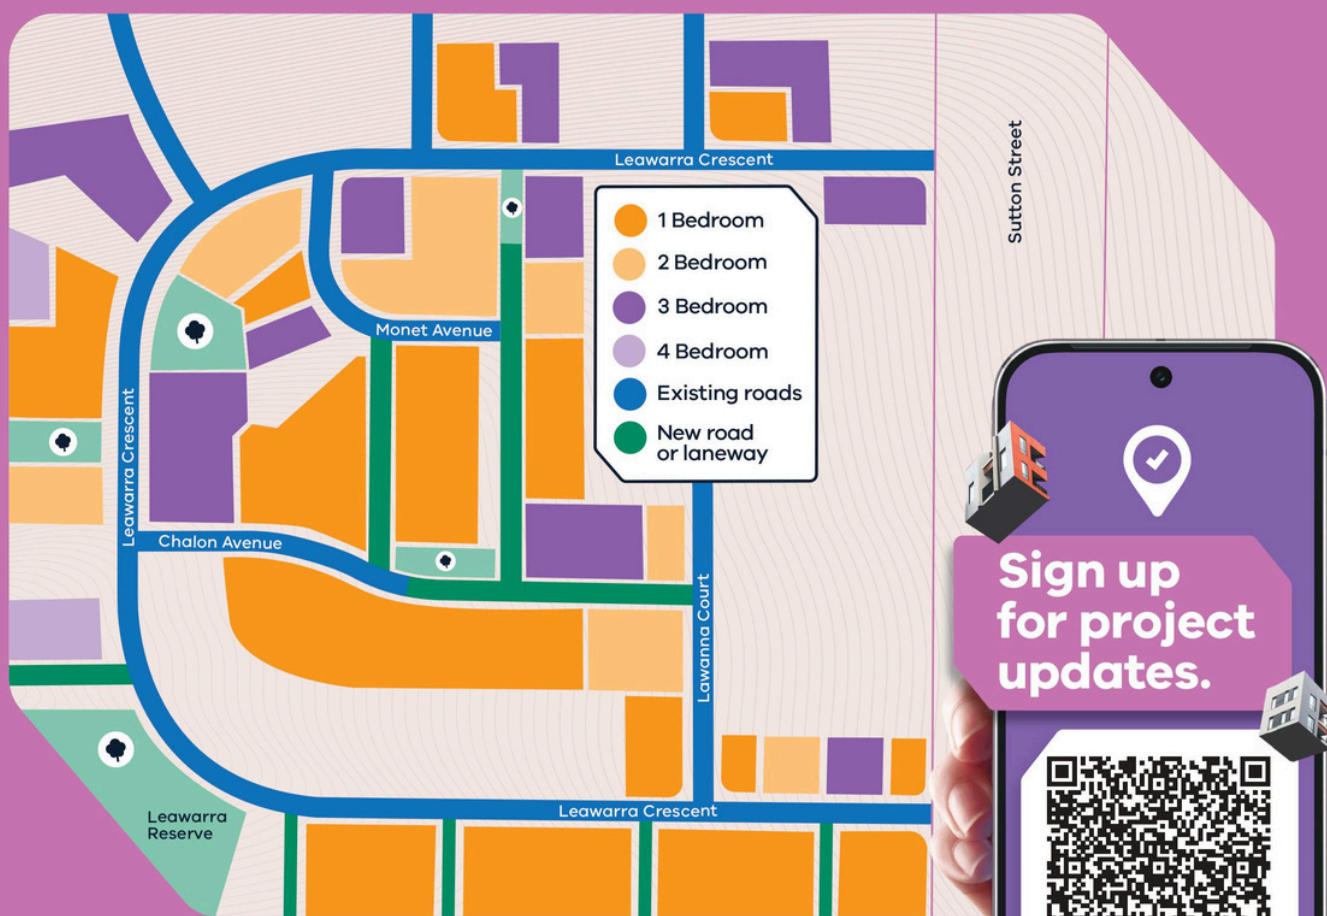 Leawarra Crescent
Sutton Street
1 Bedroom
2 Bedroom
3 Bedroom
4 Bedroom
Existing roads
New road
or laneway
Monet Avenue
Leawarra Crescent
Chalon Avenue
Lawanna Court
Sign up
for project
updates.
Leawarra Crescent
Leawarra
Reserve